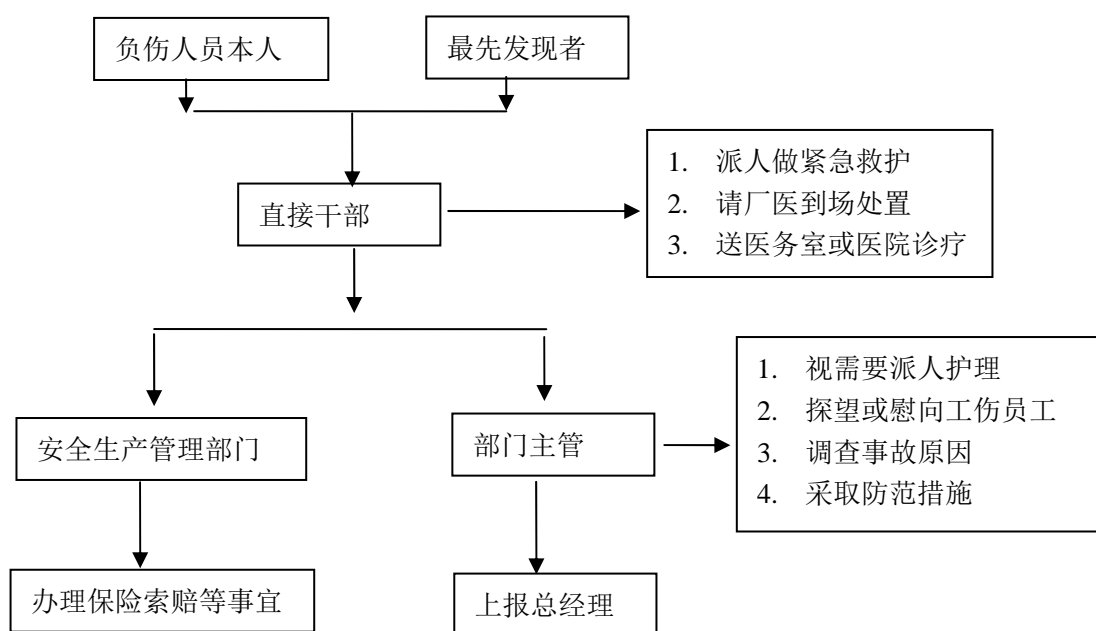 负伤人员本人
最先发现者
直接干部
1. 派人做紧急救护
2. 请厂医到场处置
3. 送医务室或医院诊疗
安全生产管理部门
部门主管
1. 视需要派人护理
2. 探望或慰向工伤员工
3. 调查事故原因
4. 采取防范措施
办理保险索赔等事宜
上报总经理